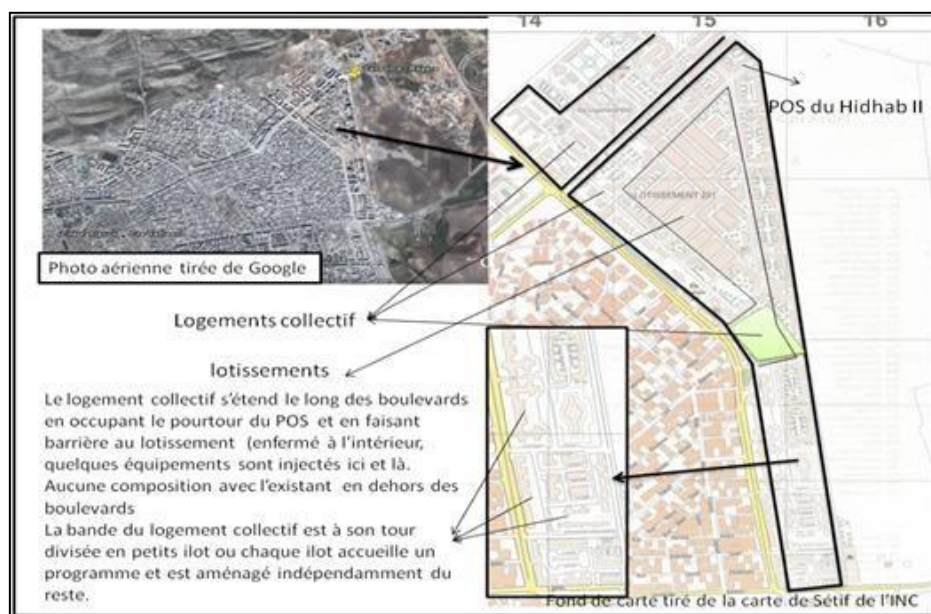 14 15 16
POS du Hidhab II
LOTISSEMENT
Photo aérienne tirée de Google
Logements collectif
lotissements
Le logement collectif s’étend le long des boulevards
en occupant le pourtour du POS et en faisant
barrière au lotissement (enfermé à l’intérieur,
quelques équipements sont injectés ici et là.
Aucune composition avec l’existant en dehors des
boulevards
La bande du logement collectif est à son tour
divisée en petits ilot ou chaque ilot accueille un
programme et est aménagé indépendamment du
reste.
Fond de carte tiré de la carte de Sétif de l’INC